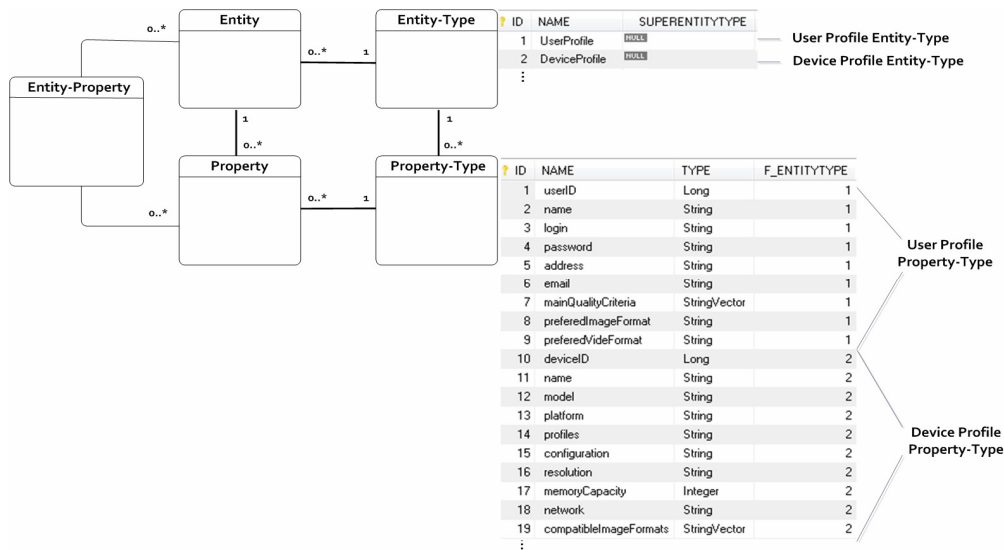 Entity
Entity-Type
Entity-Property
Property
Property-Type
0..*
0..*
1
1
0..*
1
0..*
0..*
0..*
1
ID NAME SUPERENTITYTYPE
1 UserProfile NULL
2 DeviceProfile NULL
User Profile Entity-Type
Device Profile Entity-Type
ID NAME TYPE F_ENTITYTYPE
1 userID Long 1
2 name String 1
3 login String 1
4 password String 1
5 address String 1
6 email String 1
7 mainQualityCriteria StringVector 1
8 preferedImageFormat String 1
9 preferedVideFormat String 1
10 deviceID Long 2
11 name String 2
12 model String 2
13 platform String 2
14 profiles String 2
15 configuration String 2
16 resolution String 2
17 memoryCapacity Integer 2
18 network String 2
19 compatibleImageFormats StringVector 2
User Profile
Property-Type
Device Profile
Property-Type